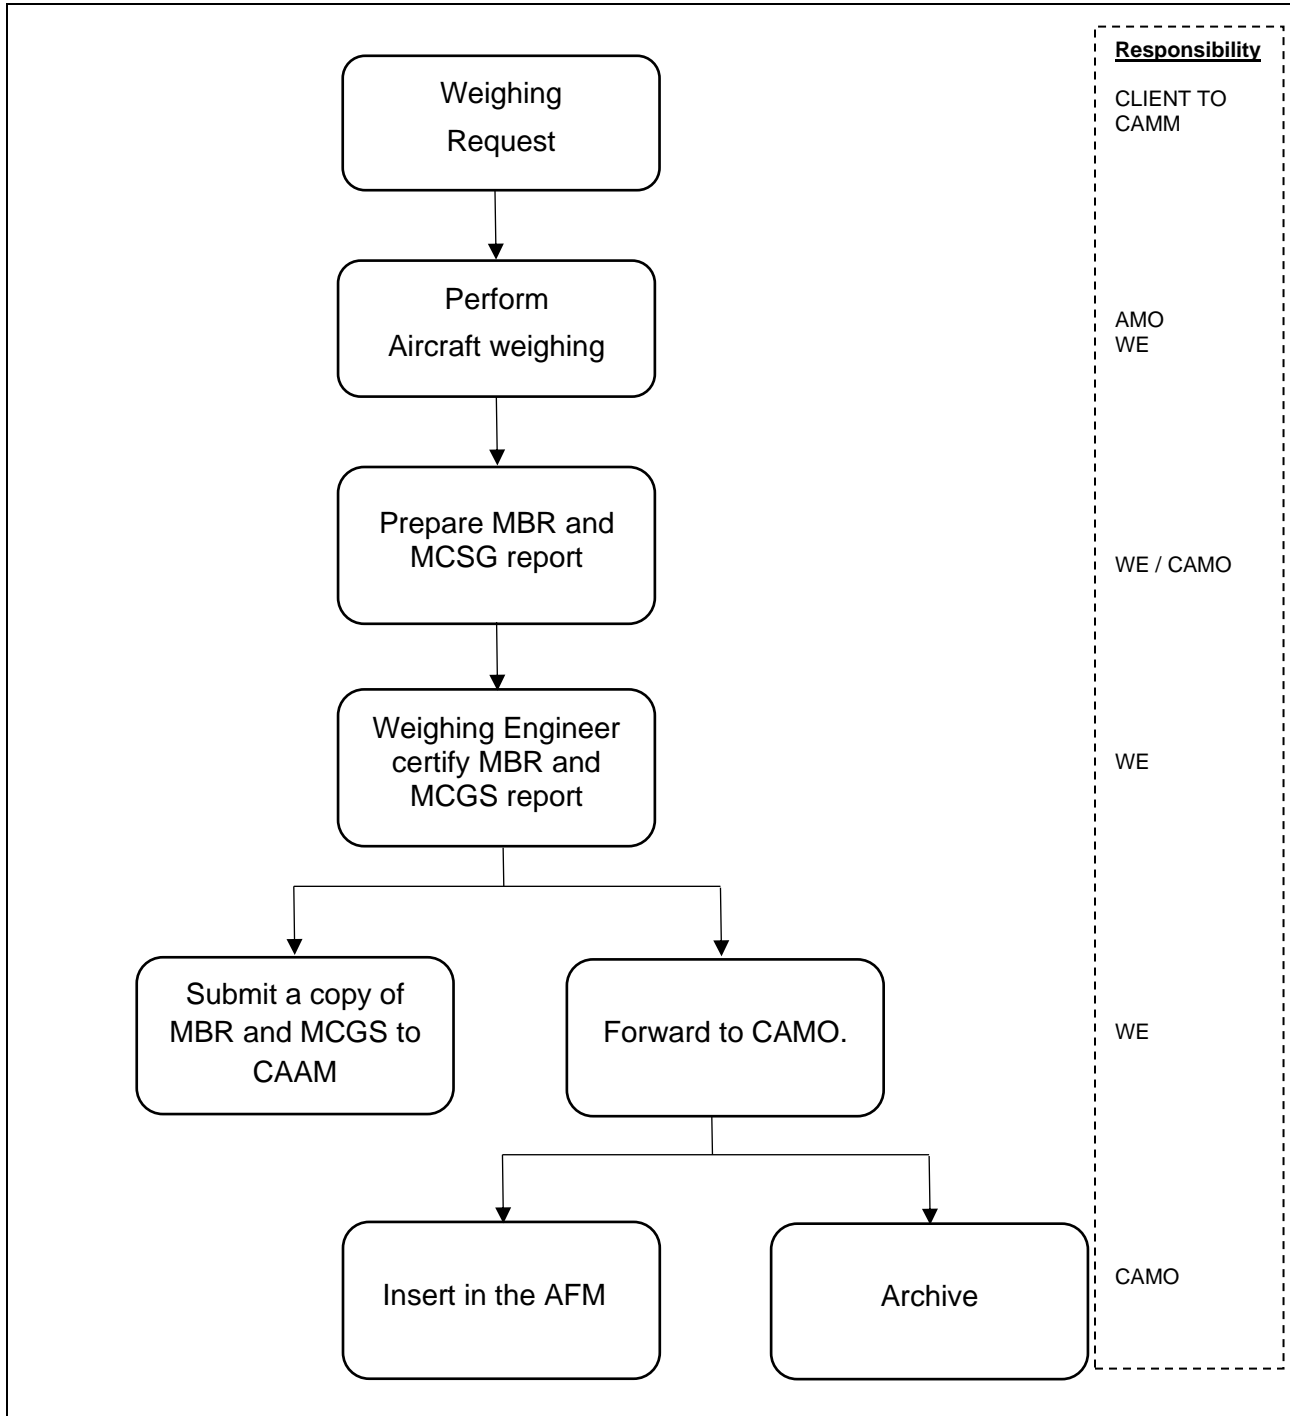 Responsibility
Weighing
Request
CLIENT TO
CAMM
Perform
Aircraft weighing
AMO
WE
Prepare MBR and
MCSG report
WE / CAMO
Weighing Engineer
certify MBR and
MCGS report
WE
Submit a copy of
MBR and MCGS to
CAAM
Forward to CAMO.
WE
Insert in the AFM
Archive
CAMO